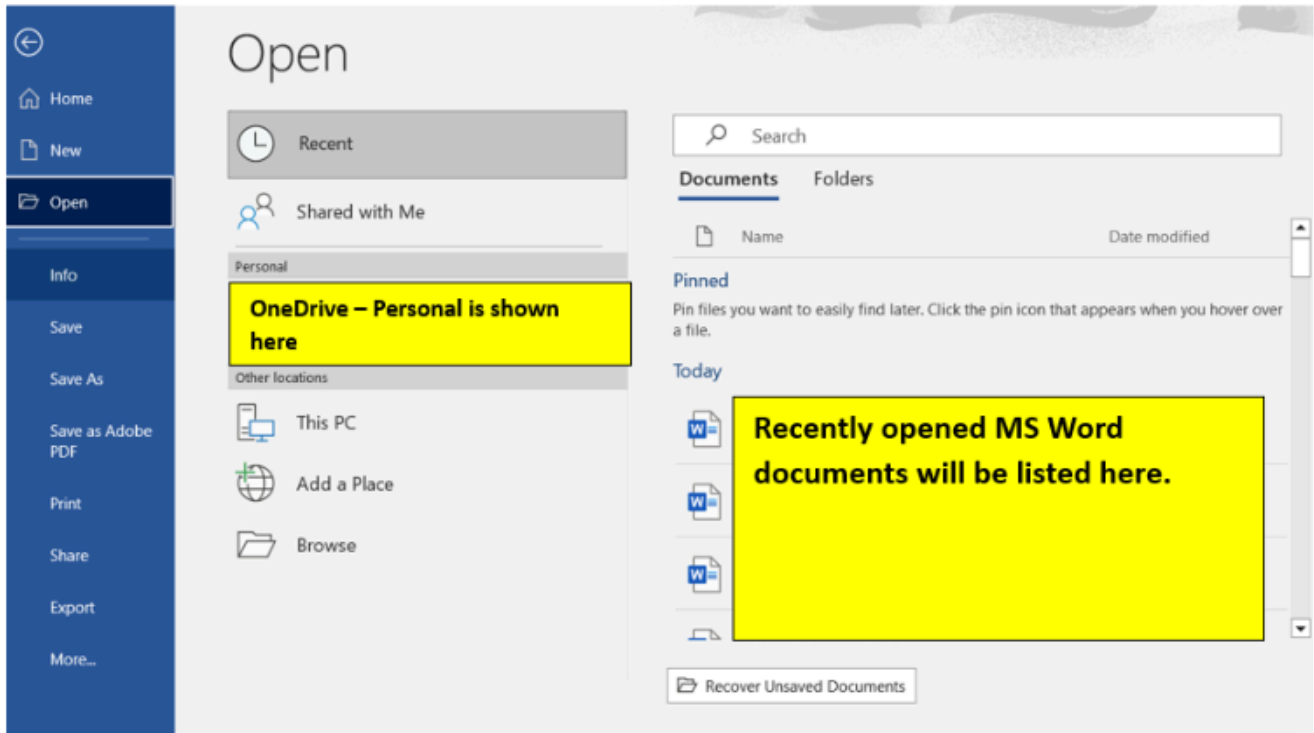 Open
Home
New
Open
Info
Save
Save As
Save as Adobe
PDF
Print
Share
Export
More...
Recent
Shared with Me
Personal
OneDrive – Personal is shown
here
Other locations
This PC
Add a Place
Browse
Search
Documents Folders
Name Date modified
Pinned
Pin files you want to easily find later. Click the pin icon that appears when you hover over
a file.
Today
Recently opened MS Word
documents will be listed here.
Recover Unsaved Documents